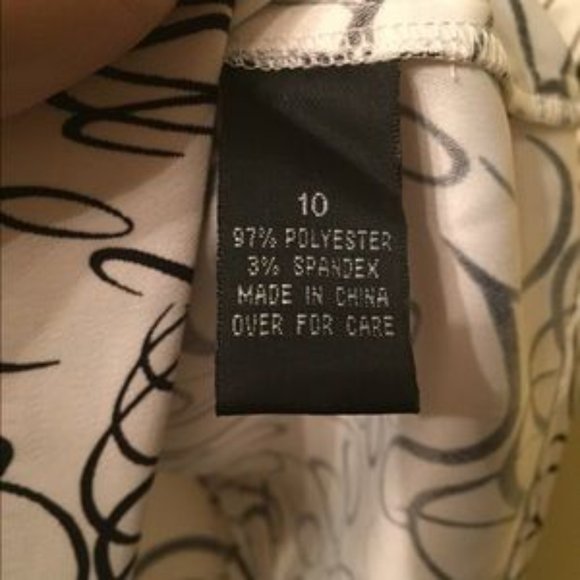 10
97% POLYESTER
3% SPANDEX
MADE IN CHINA
OVER FOR CARE